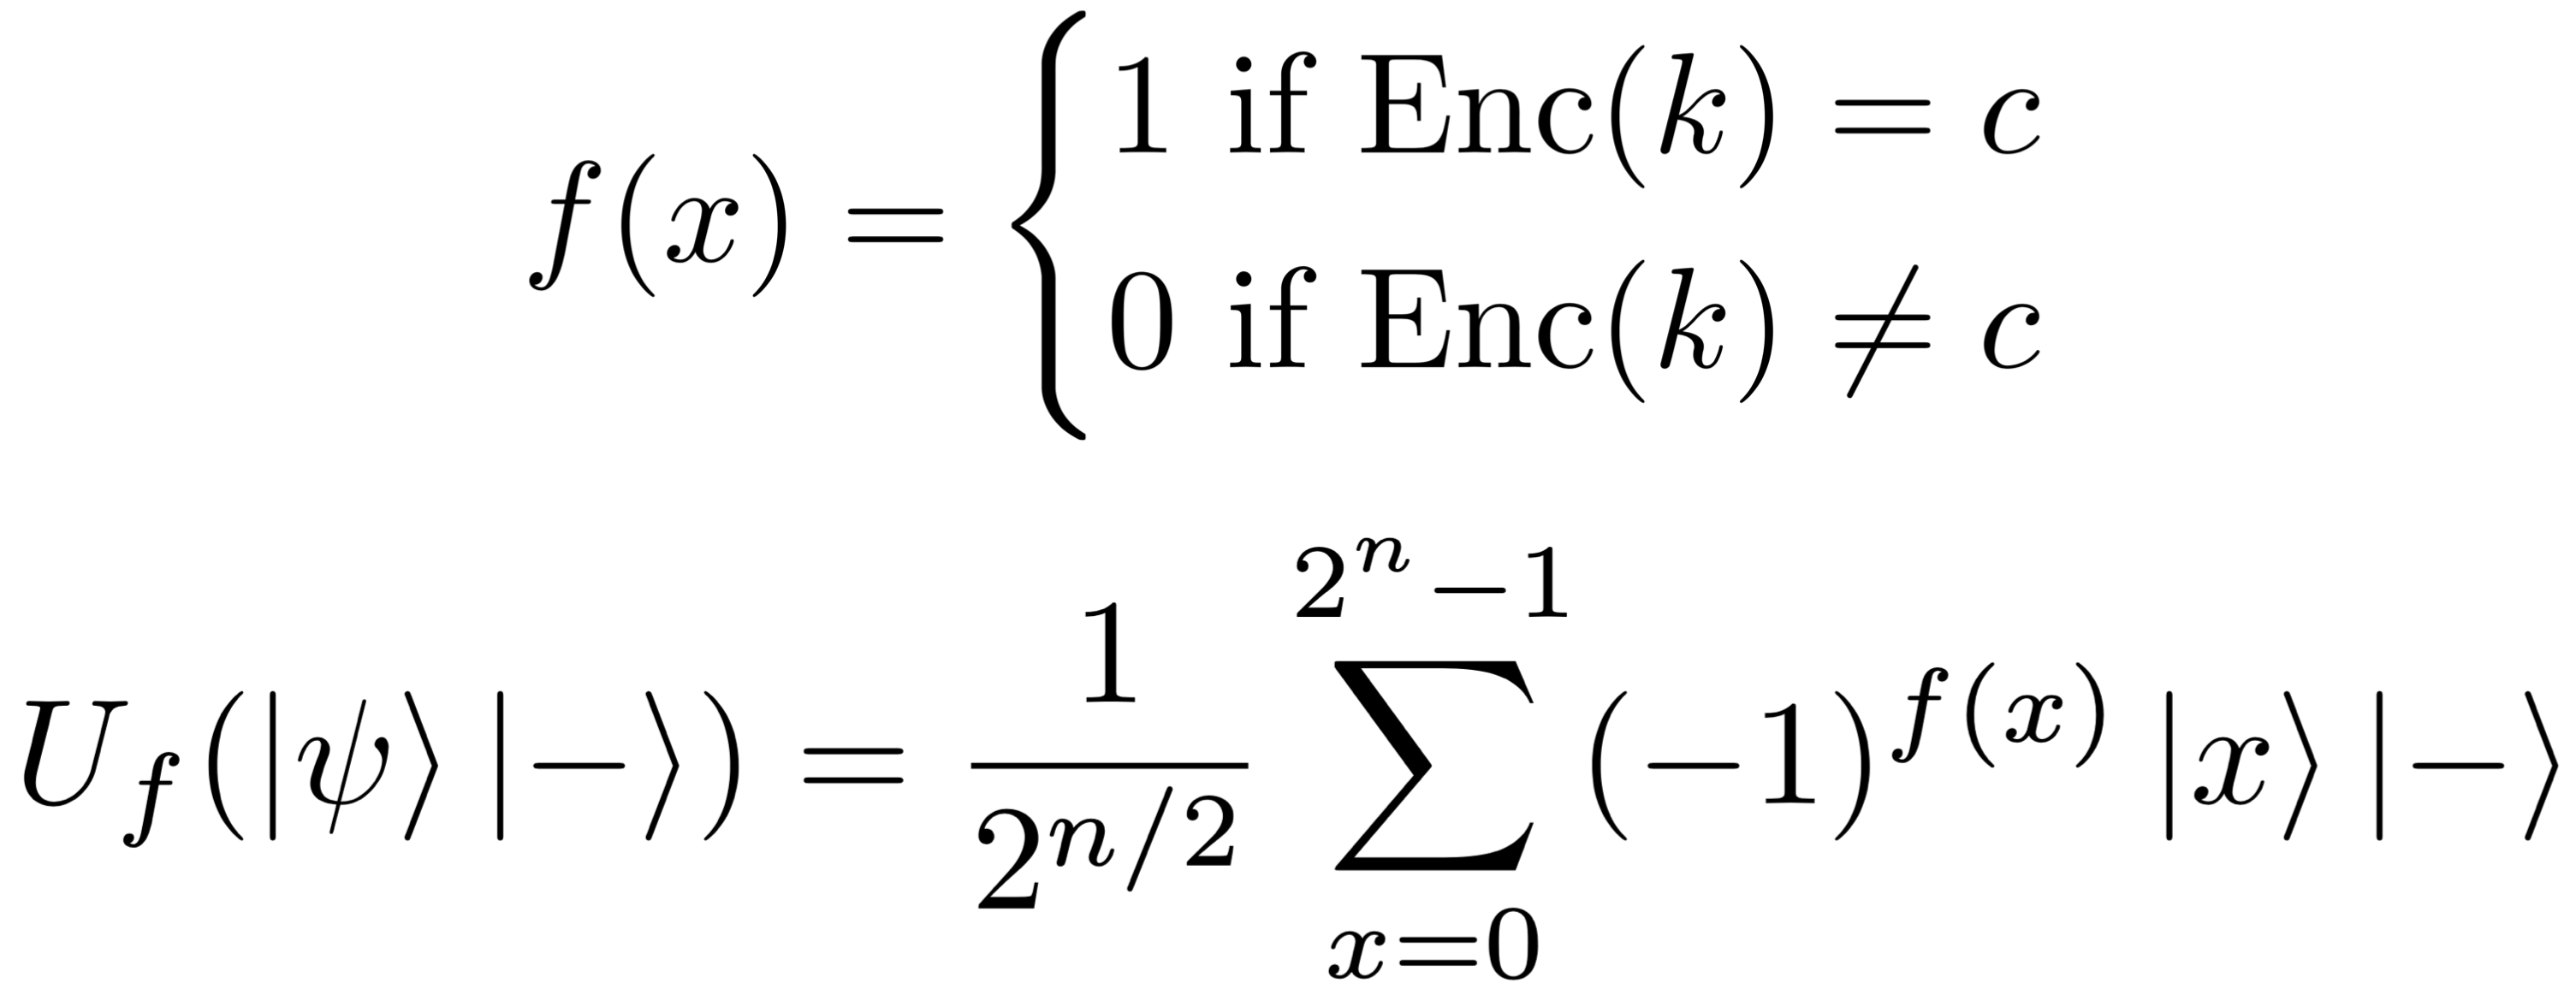 f(x) = { 1 if Enc(k) = c
0 if Enc(k) ≠ c
U_f(|ψ⟩ |−⟩) = 1/2^{n/2} ∑_{x=0}^{2^n−1} (−1)^{f(x)} |x⟩ |−⟩